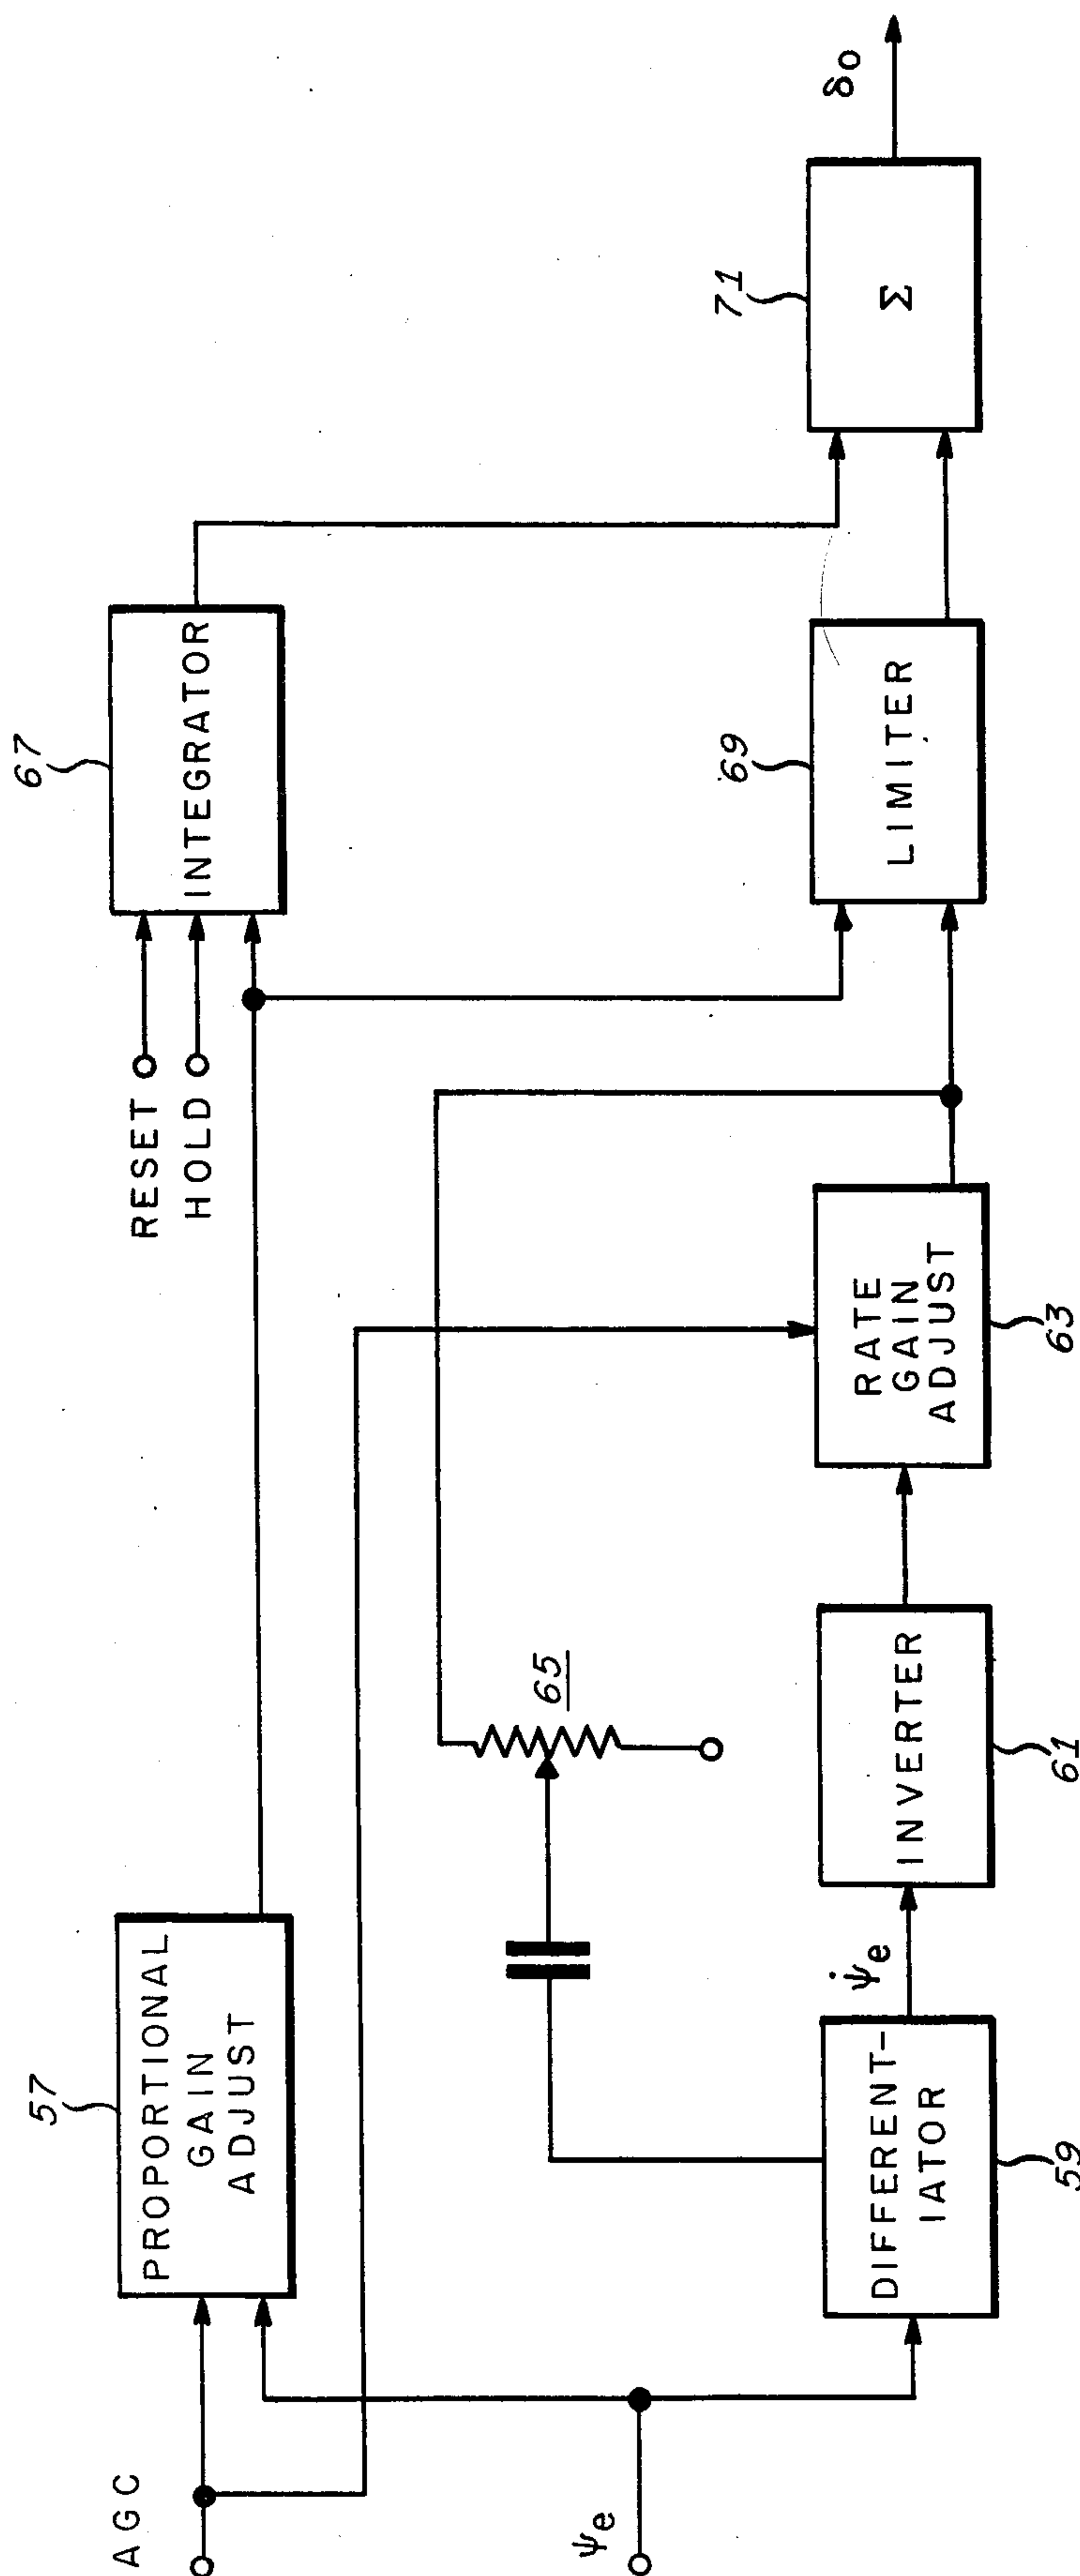 AGC
ψe
57
PROPORTIONAL
GAIN
ADJUST
DIFFERENT-
IATOR
59
ψ̇e
INVERTER
61
65
RATE
GAIN
ADJUST
63
RESET
HOLD
67
INTEGRATOR
69
LIMITER
71
Σ
δo